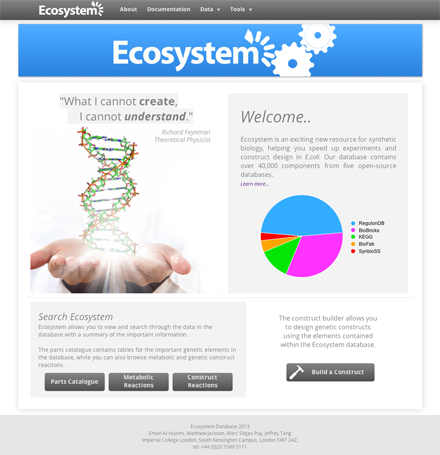 Ecosystem
About Documentation Data Tools
Ecosystem
"What I cannot create,
I cannot understand."
Richard Feynman
Theoretical Physicist
Welcome..
Ecosystem is an exciting new resource for synthetic
biology, helping you speed up experiments and
construct design in E.coli. Our database contains
over 40,000 components from five open-source
databases.
Learn more...
RegulonDB
BioBricks
KEGG
BioFab
SynbioSS
Search Ecosystem
Ecosystem allows you to view and search through the data in the
database with a summary of the important information.
The parts catalogue contains tables for the important genetic elements in
the database, while you can also browse metabolic and genetic construct
reactions.
Parts Catalogue
Metabolic
Reactions
Construct
Reactions
The construct builder allows you
to design genetic constructs
using the elements contained
within the Ecosystem database.
Build a Construct
Ecosystem Database 2013
Eman Al-Huzimi, Matthew Jackson, Marc Sitges Puy, Jeffrey Tang
Imperial College London, South Kensington Campus, London SW7 2AZ,
tel: +44 (0)20 7589 5111